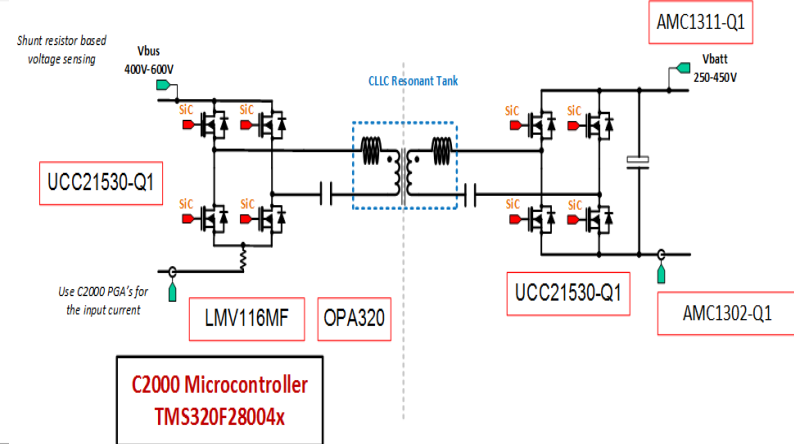 Shunt resistor based
voltage sensing
Vbus
400V-600V
AMC1311-Q1
Vbatt
250-450V
CLLC Resonant Tank
SiC
SiC
SiC
SiC
UCC21530-Q1
SiC
SiC
SiC
SiC
Use C2000 PGA's for
the input current
LMV116MF
OPA320
UCC21530-Q1
AMC1302-Q1
C2000 Microcontroller
TMS320F28004x